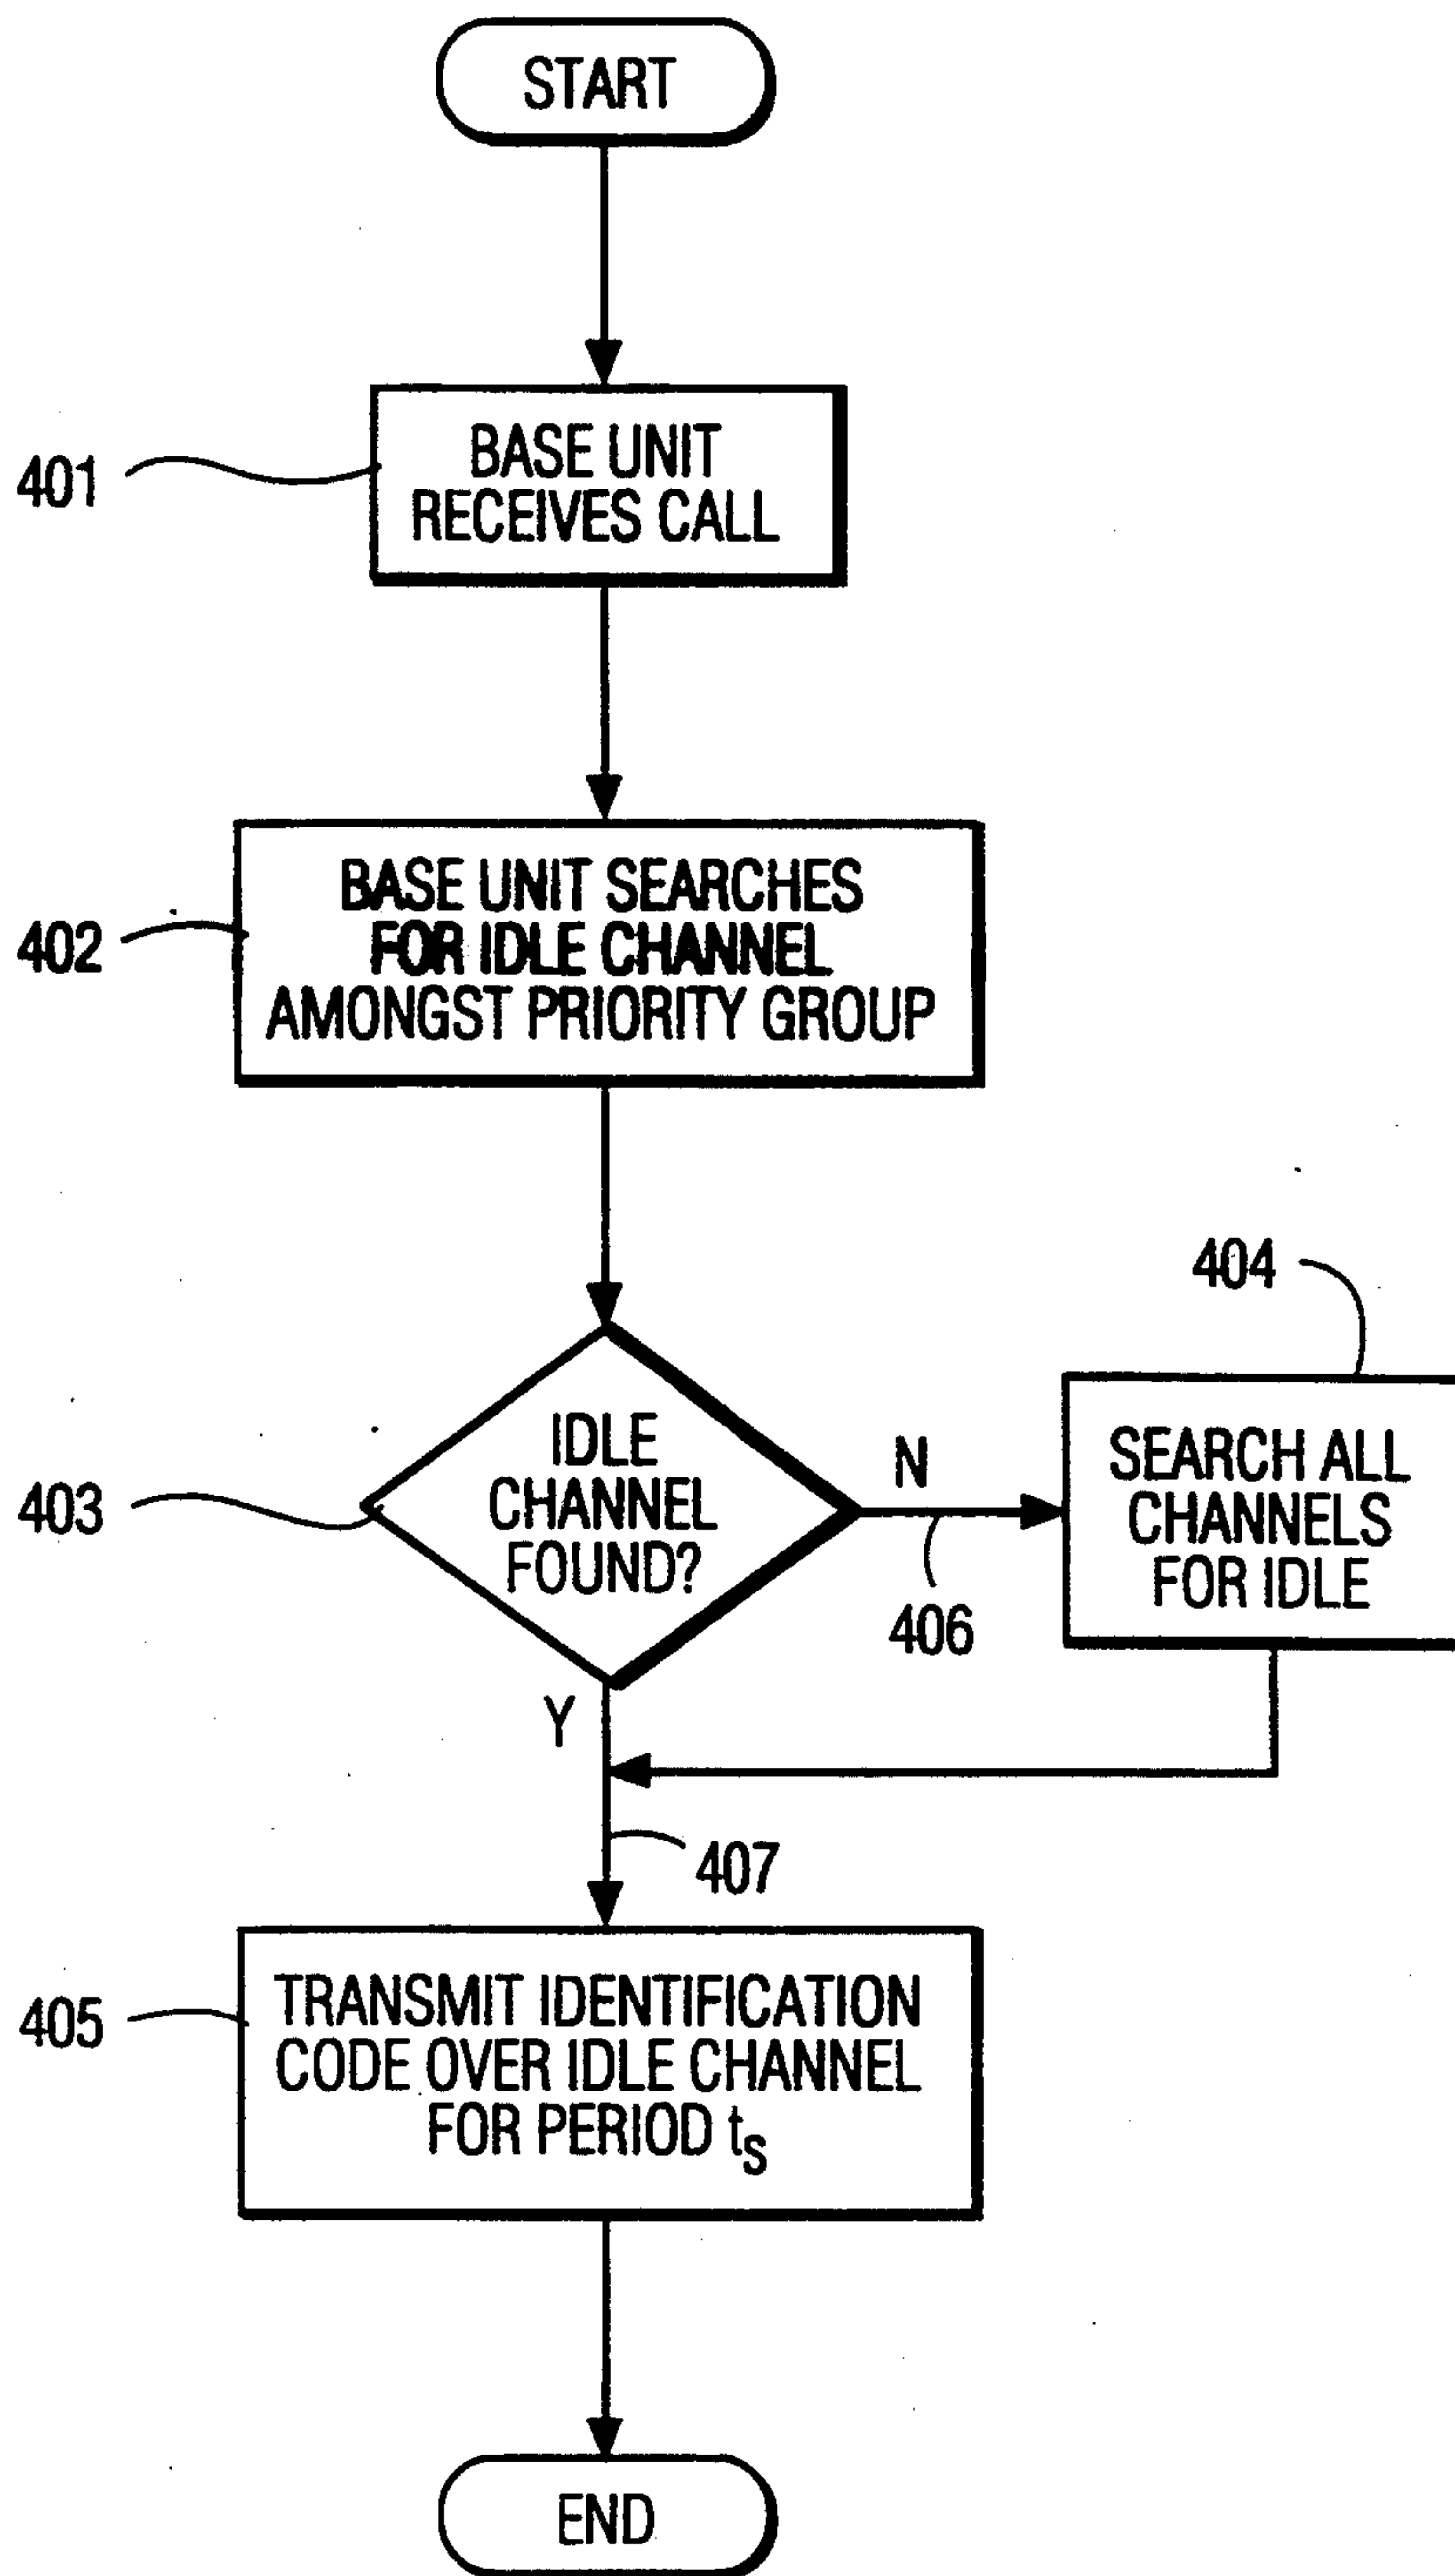 START
401
BASE UNIT
RECEIVES CALL
402
BASE UNIT SEARCHES
FOR IDLE CHANNEL
AMONGST PRIORITY GROUP
403
IDLE
CHANNEL
FOUND?
N
406
404
SEARCH ALL
CHANNELS
FOR IDLE
Y
407
405
TRANSMIT IDENTIFICATION
CODE OVER IDLE CHANNEL
FOR PERIOD tS
END